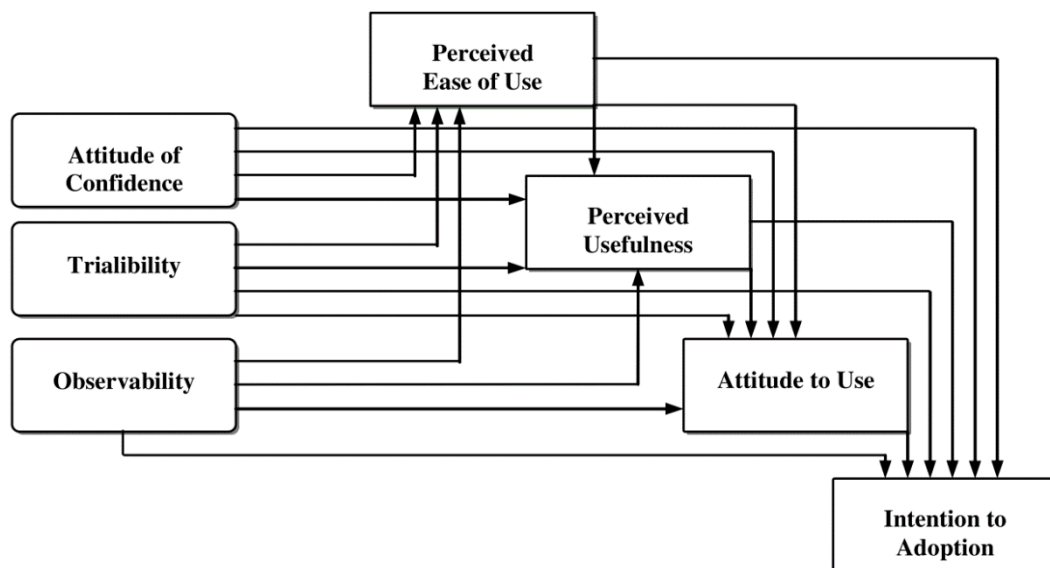 Perceived
Ease of Use
Attitude of
Confidence
Perceived
Usefulness
Trialibility
Observability
Attitude to Use
Intention to
Adoption